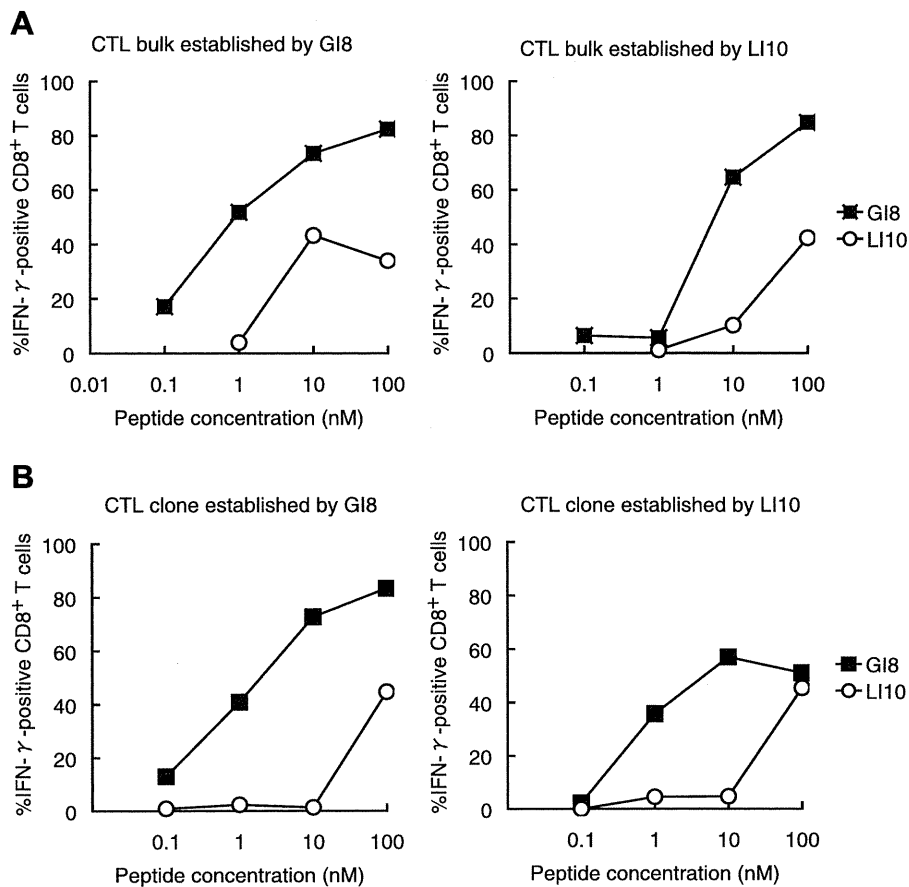 A
CTL bulk established by GI8
%IFN-γ-positive CD8+ T cells
100
80
60
40
20
0
0.01 0.1 1 10 100
Peptide concentration (nM)
CTL bulk established by LI10
%IFN-γ-positive CD8+ T cells
100
80
60
40
20
0
0.1 1 10 100
Peptide concentration (nM)
GI8
LI10
B
CTL clone established by GI8
%IFN-γ-positive CD8+ T cells
100
80
60
40
20
0
0.1 1 10 100
Peptide concentration (nM)
CTL clone established by LI10
%IFN-γ-positive CD8+ T cells
100
80
60
40
20
0
0.1 1 10 100
Peptide concentration (nM)
GI8
LI10